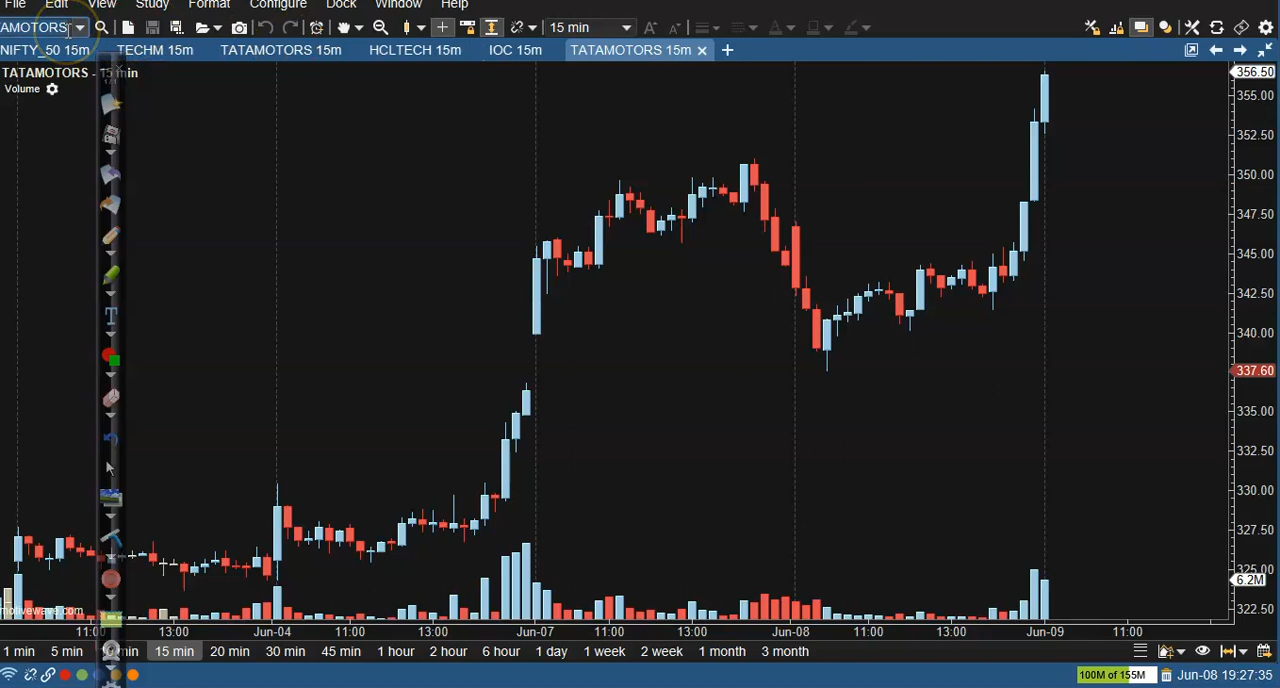 File Edit View Study Format Configure Dock Window Help
TAMOTORS 15 min
NIFTY_50 15m TECHM 15m TATAMOTORS 15m HCLTECH 15m IOC 15m TATAMOTORS 15m
TATAMOTORS - 15 min
Volume
356.50
355.00
352.50
350.00
347.50
345.00
342.50
340.00
337.60
335.00
332.50
330.00
327.50
325.00
6.2M
322.50
motivewave.com
11:00 13:00 Jun-04 11:00 13:00 Jun-07 11:00 13:00 Jun-08 11:00 13:00 Jun-09 11:00
1 min 5 min min 15 min 20 min 30 min 45 min 1 hour 2 hour 6 hour 1 day 1 week 2 week 1 month 3 month
100M of 155M Jun-08 19:27:35